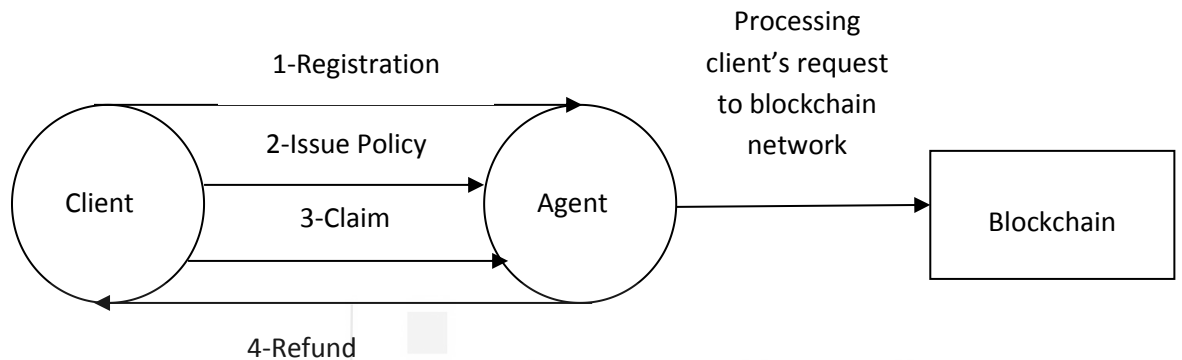 Processing
client’s request
to blockchain
network
1-Registration
2-Issue Policy
3-Claim
Client
Agent
Blockchain
4-Refund